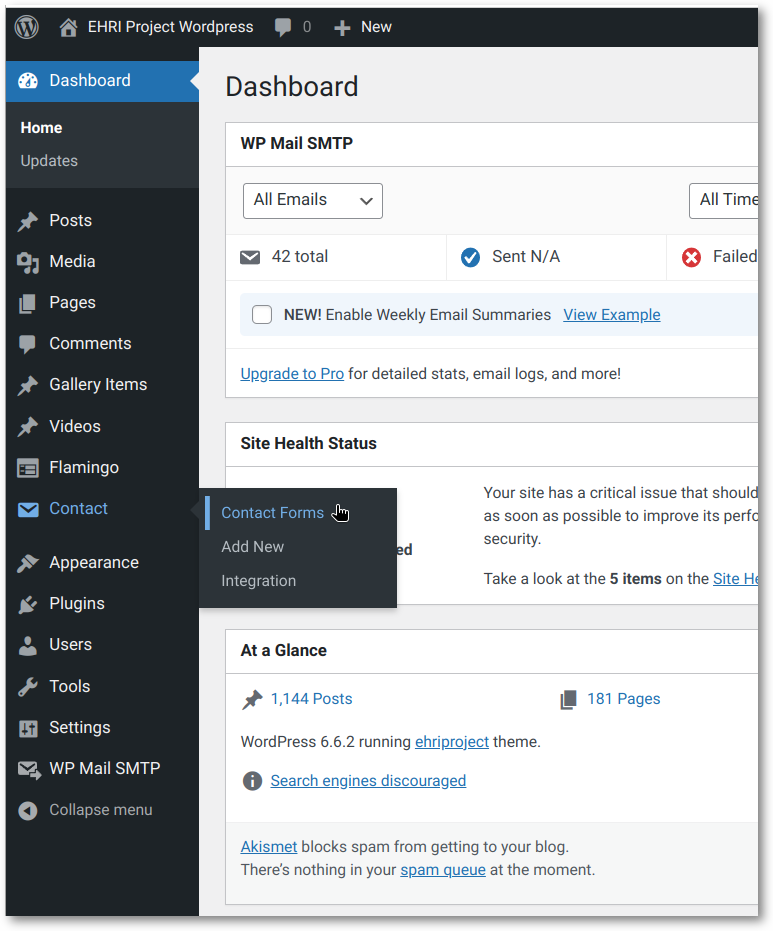 EHRI Project Wordpress 0 New
Dashboard
Home
Updates
Posts
Media
Pages
Comments
Gallery Items
Videos
Flamingo
Contact
Appearance
Plugins
Users
Tools
Settings
WP Mail SMTP
Collapse menu
Contact Forms
Add New
Integration
Dashboard
WP Mail SMTP
All Emails All Time
42 total Sent N/A Failed
NEW! Enable Weekly Email Summaries View Example
Upgrade to Pro for detailed stats, email logs, and more!
Site Health Status
Your site has a critical issue that should
as soon as possible to improve its perfo
security.
ed
Take a look at the 5 items on the Site He
At a Glance
1,144 Posts 181 Pages
WordPress 6.6.2 running ehriproject theme.
Search engines discouraged
Akismet blocks spam from getting to your blog.
There's nothing in your spam queue at the moment.